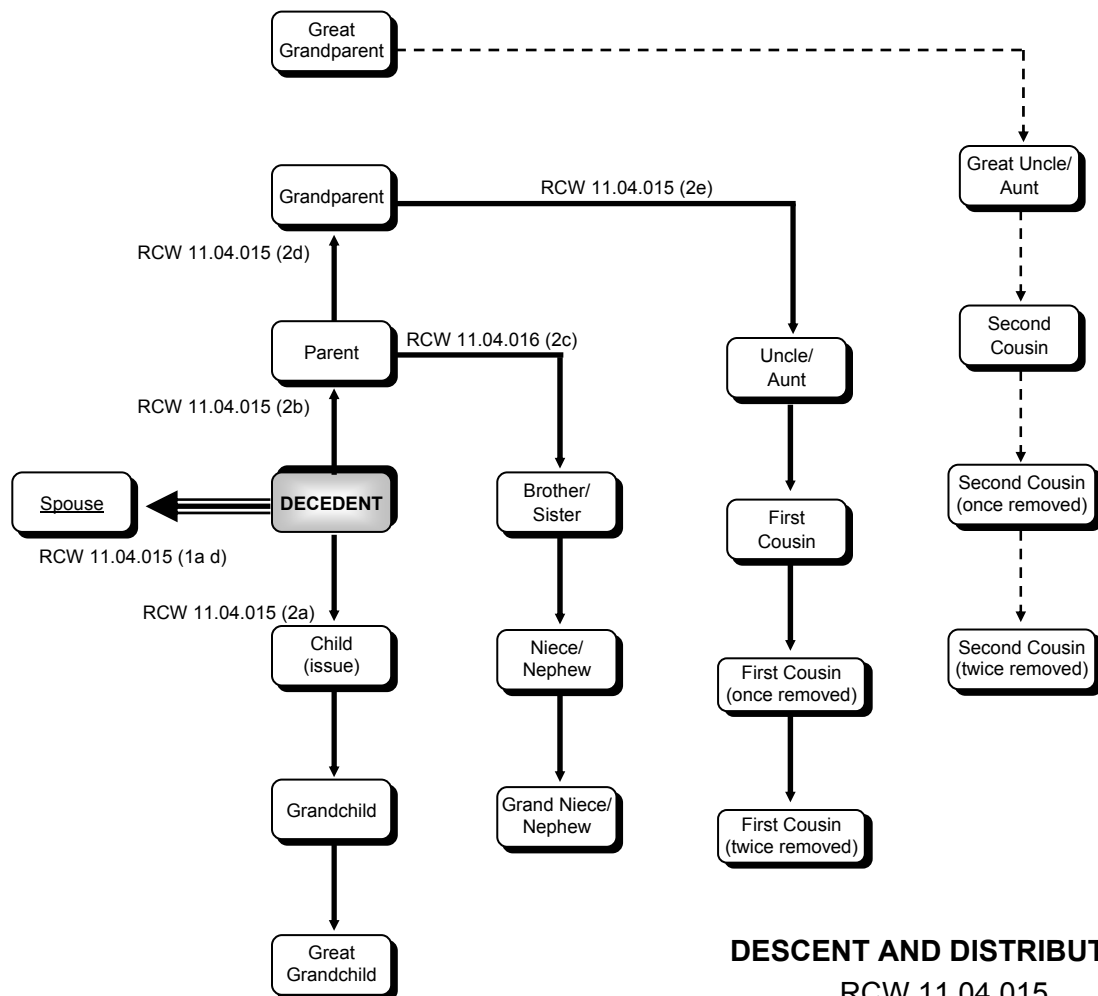 Great
Grandparent
Great Uncle/
Aunt
Grandparent
RCW 11.04.015 (2e)
RCW 11.04.015 (2d)
Second
Cousin
Parent
RCW 11.04.016 (2c)
Uncle/
Aunt
RCW 11.04.015 (2b)
Spouse
DECEDENT
Brother/
Sister
Second Cousin
(once removed)
First
Cousin
RCW 11.04.015 (1a d)
RCW 11.04.015 (2a)
Child
(issue)
Niece/
Nephew
First Cousin
(once removed)
Second Cousin
(twice removed)
Grandchild
Grand Niece/
Nephew
First Cousin
(twice removed)
Great
Grandchild
DESCENT AND DISTRIBUT
RCW 11.04.015